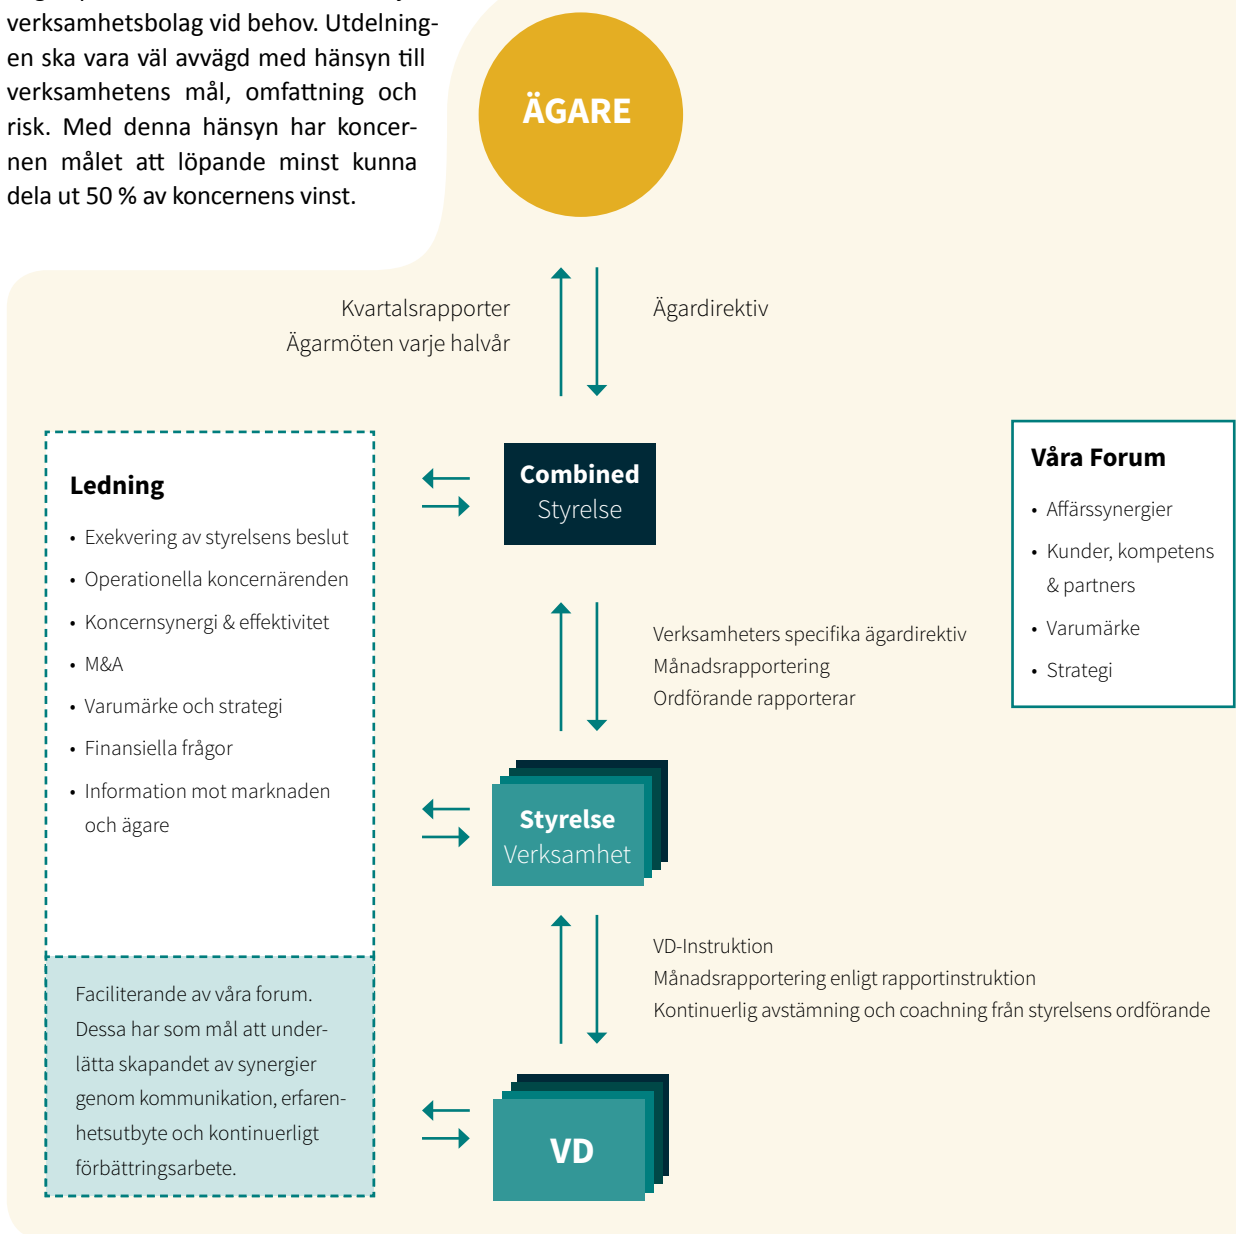 verksamhetsbolag vid behov. Utdelning-
en ska vara väl avvägd med hänsyn till
verksamhetens mål, omfattning och
risk. Med denna hänsyn har koncer-
nen målet att löpande minst kunna
dela ut 50 % av koncernens vinst.
ÄGARE
Kvartalsrapporter
Ägarmöten varje halvår
Ägardirektiv
Ledning
• Exekvering av styrelsens beslut
• Operationella koncernärenden
• Koncernsynergi & effektivitet
• M&A
• Varumärke och strategi
• Finansiella frågor
• Information mot marknaden
och ägare
Faciliterande av våra forum.
Dessa har som mål att under-
lätta skapandet av synergier
genom kommunikation, erfaren-
hetsutbyte och kontinuerligt
förbättringsarbete.
Combined
Styrelse
Verksamheters specifika ägardirektiv
Månadsrapportering
Ordförande rapporterar
Styrelse
Verksamhet
VD-Instruktion
Månadsrapportering enligt rapportinstruktion
Kontinuerlig avstämning och coachning från styrelsens ordförande
VD
Våra Forum
• Affärssynergier
• Kunder, kompetens
& partners
• Varumärke
• Strategi